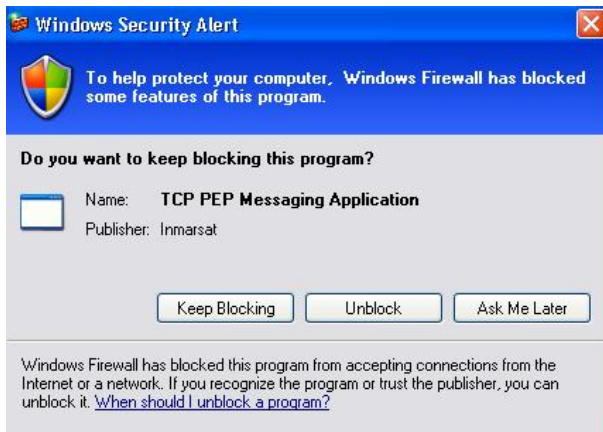 Windows Security Alert
To help protect your computer, Windows Firewall has blocked
some features of this program.
Do you want to keep blocking this program?
Name: TCP PEP Messaging Application
Publisher: Inmarsat
Keep Blocking Unblock Ask Me Later
Windows Firewall has blocked this program from accepting connections from the
Internet or a network. If you recognize the program or trust the publisher, you can
unblock it. When should I unblock a program?